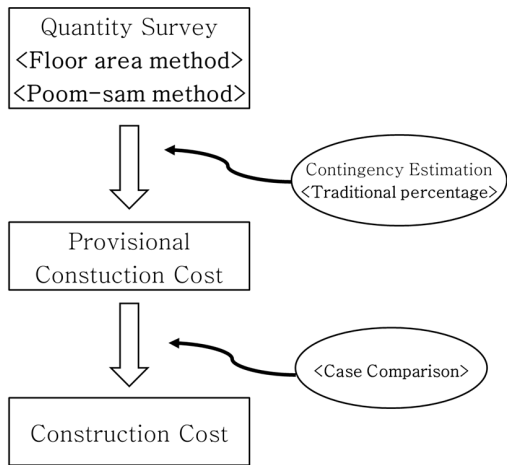 Quantity Survey
<Floor area method>
<Poom-sam method>
Contingency Estimation
<Traditional percentage>
Provisional
Constuction Cost
<Case Comparison>
Construction Cost